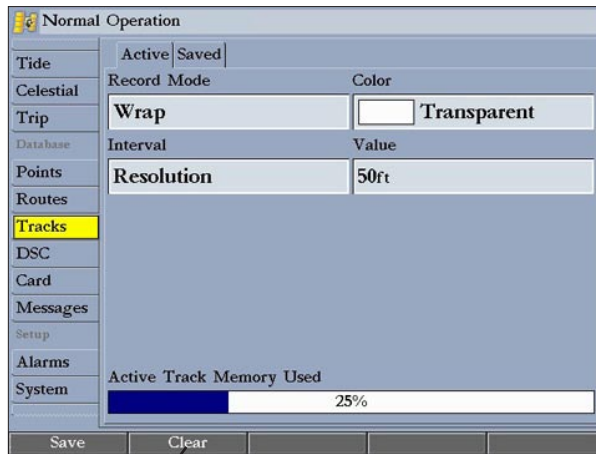 Normal Operation
Tide
Celestial
Trip
Database
Points
Routes
Tracks
DSC
Card
Messages
Setup
Alarms
System
Active Saved
Record Mode
Wrap
Color
Transparent
Interval
Resolution
Value
50ft
Active Track Memory Used
25%
Save Clear